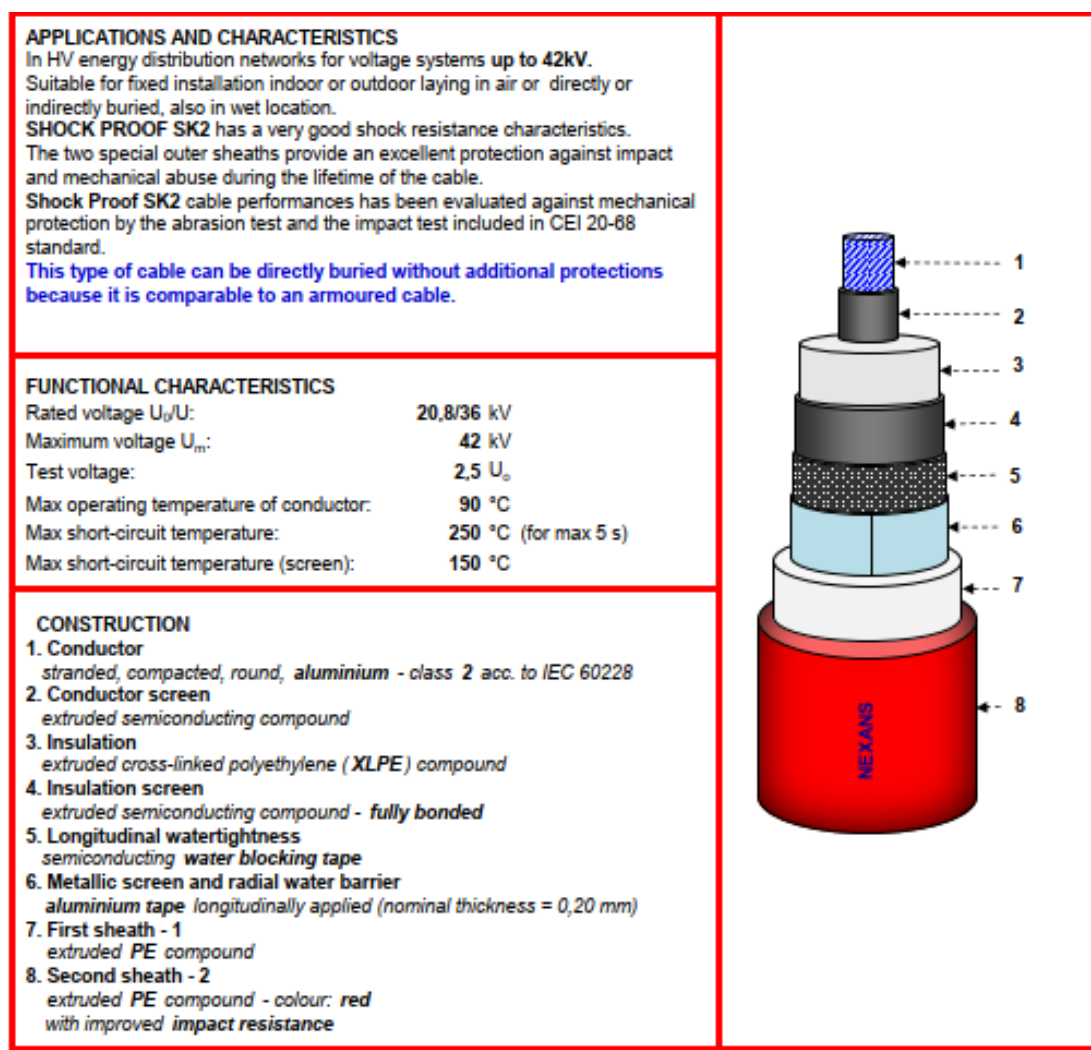 APPLICATIONS AND CHARACTERISTICS
In HV energy distribution networks for voltage systems up to 42kV.
Suitable for fixed installation indoor or outdoor laying in air or directly or
indirectly buried, also in wet location.
SHOCK PROOF SK2 has a very good shock resistance characteristics.
The two special outer sheaths provide an excellent protection against impact
and mechanical abuse during the lifetime of the cable.
Shock Proof SK2 cable performances has been evaluated against mechanical
protection by the abrasion test and the impact test included in CEI 20-68
standard.
This type of cable can be directly buried without additional protections
because it is comparable to an armoured cable.
FUNCTIONAL CHARACTERISTICS
Rated voltage U₀/U: 20,8/36 kV
Maximum voltage Uₘ: 42 kV
Test voltage: 2,5 U₀
Max operating temperature of conductor: 90 °C
Max short-circuit temperature: 250 °C (for max 5 s)
Max short-circuit temperature (screen): 150 °C
CONSTRUCTION
1. Conductor
stranded, compacted, round, aluminium - class 2 acc. to IEC 60228
2. Conductor screen
extruded semiconducting compound
3. Insulation
extruded cross-linked polyethylene (XLPE) compound
4. Insulation screen
extruded semiconducting compound - fully bonded
5. Longitudinal watertightness
semiconducting water blocking tape
6. Metallic screen and radial water barrier
aluminium tape longitudinally applied (nominal thickness = 0,20 mm)
7. First sheath - 1
extruded PE compound
8. Second sheath - 2
extruded PE compound - colour: red
with improved impact resistance
1
2
3
4
5
6
7
8
NEXANS